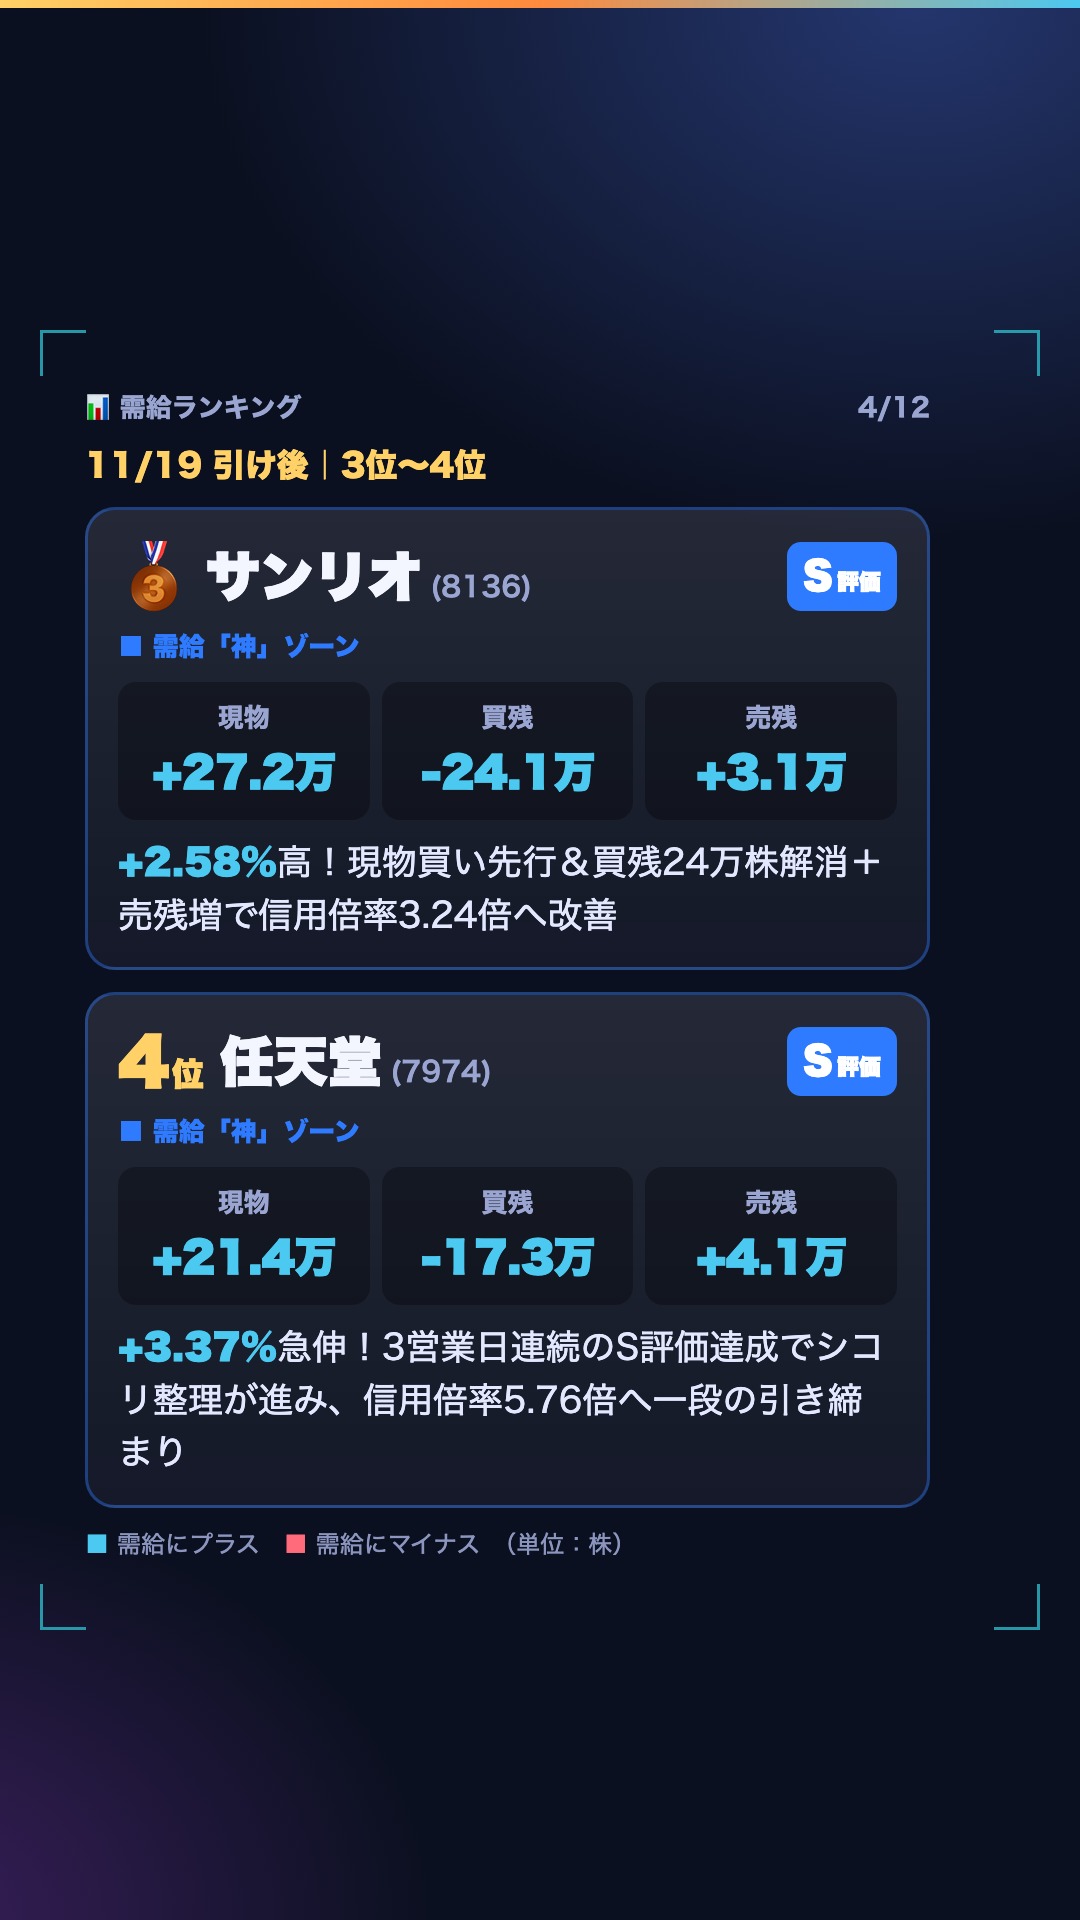 需給ランキング 4/12
11/19 引け後｜3位〜4位
3 サンリオ (8136) S評価
■ 需給「神」ゾーン
現物 買残 売残
+27.2万 -24.1万 +3.1万
+2.58%高！現物買い先行＆買残24万株解消＋
売残増で信用倍率3.24倍へ改善
4位 任天堂 (7974) S評価
■ 需給「神」ゾーン
現物 買残 売残
+21.4万 -17.3万 +4.1万
+3.37%急伸！3営業日連続のS評価達成でシコ
リ整理が進み、信用倍率5.76倍へ一段の引き締
まり
■ 需給にプラス ■ 需給にマイナス （単位：株）